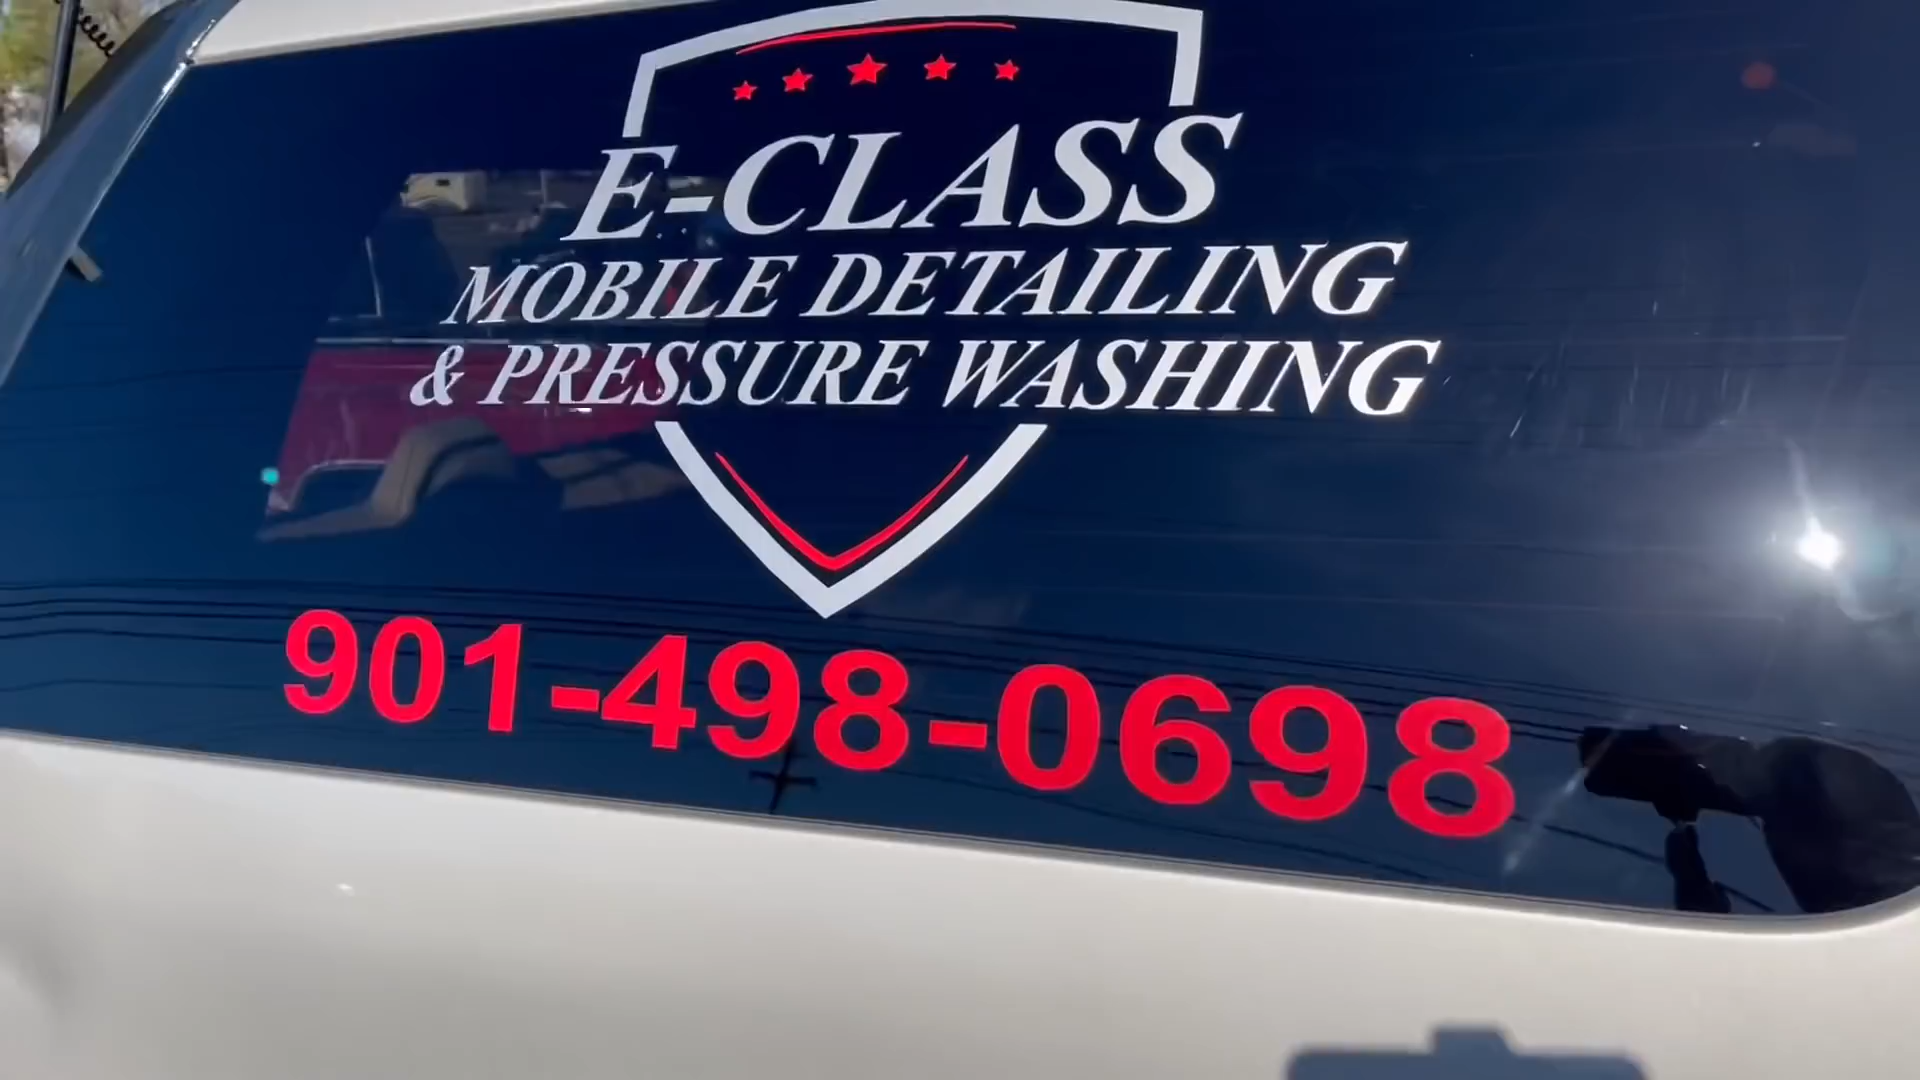 E-CLASS
MOBILE DETAILING
& PRESSURE WASHING
901-498-0698